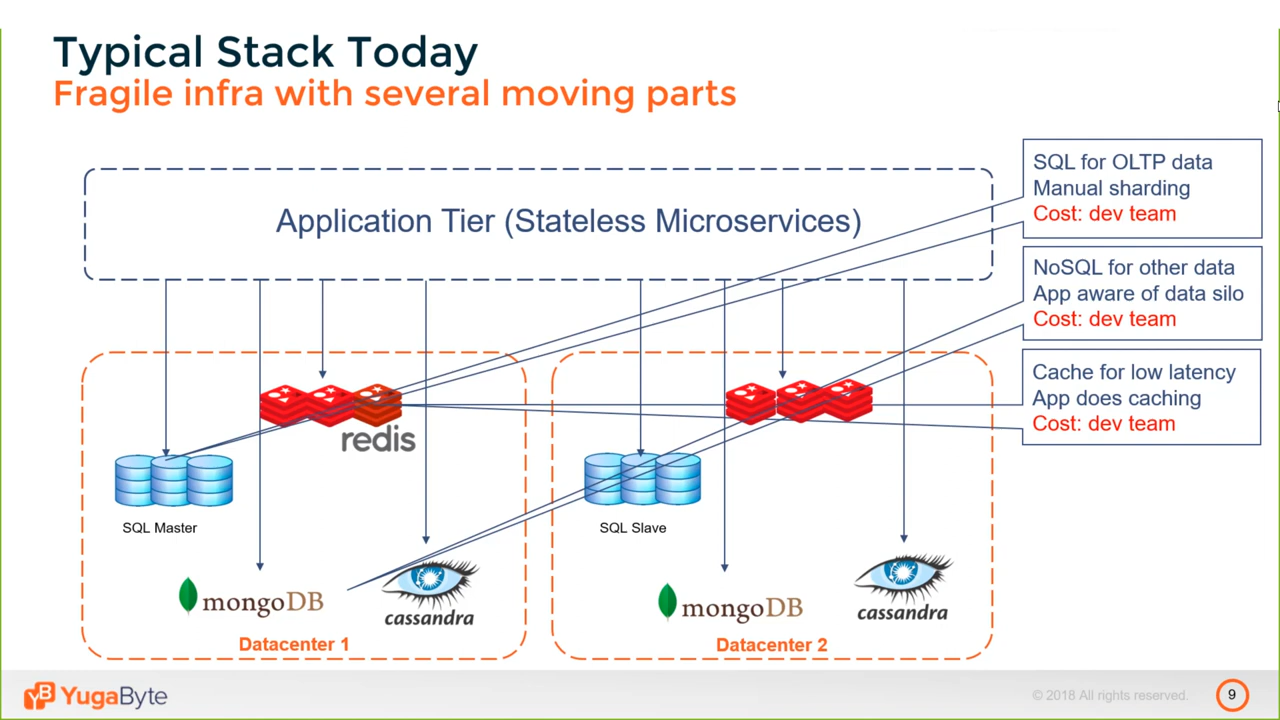 Typical Stack Today
Fragile infra with several moving parts
Application Tier (Stateless Microservices)
SQL for OLTP data
Manual sharding
Cost: dev team
NoSQL for other data
App aware of data silo
Cost: dev team
Cache for low latency
App does caching
Cost: dev team
redis
SQL Master
SQL Slave
mongoDB
cassandra
mongoDB
cassandra
Datacenter 1
Datacenter 2
YB YugaByte
© 2018 All rights reserved.
9